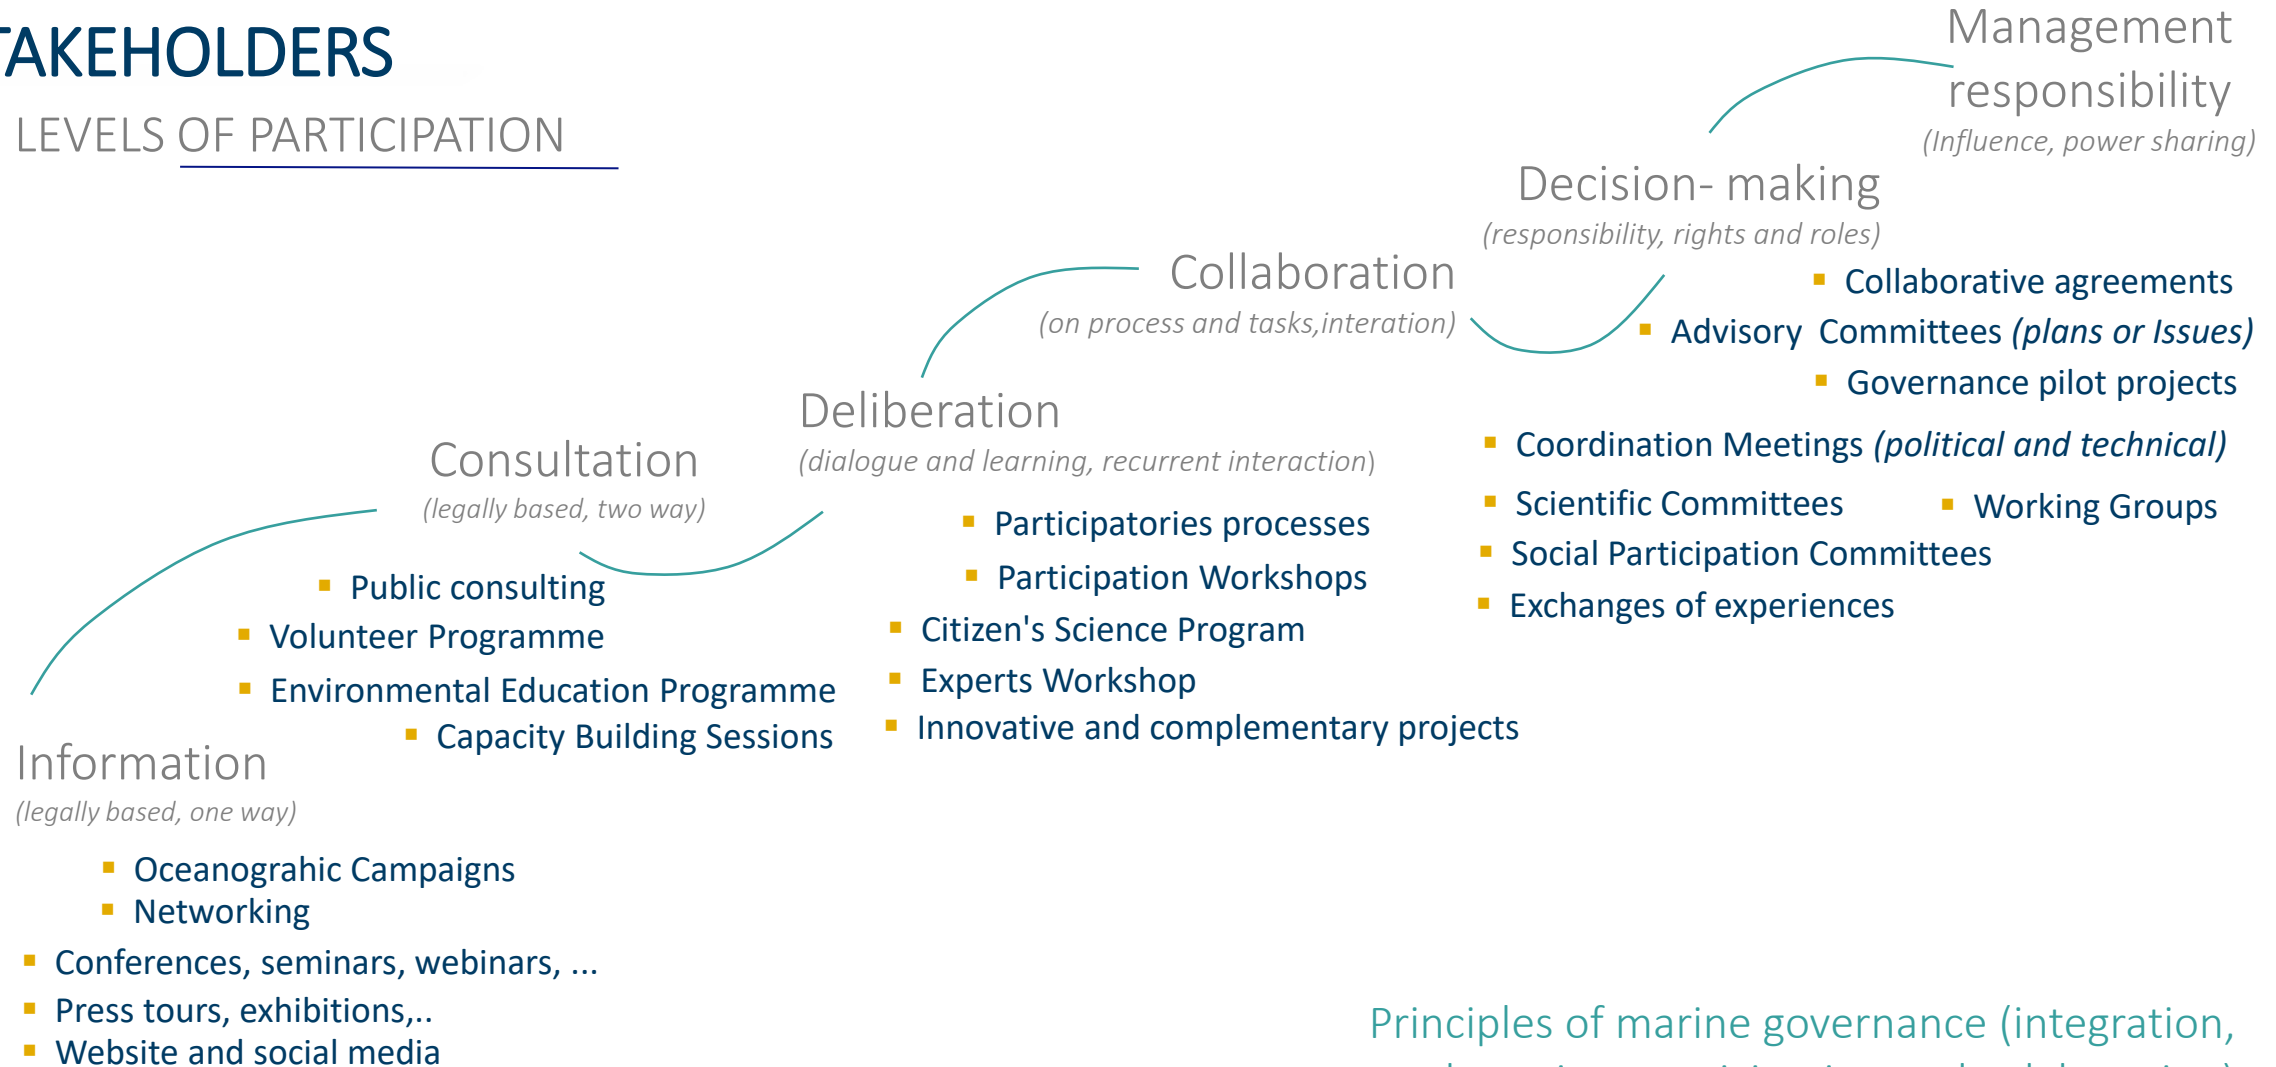 TAKEHOLDERS
LEVELS OF PARTICIPATION
Management
responsibility
(Influence, power sharing)
Decision- making
(responsibility, rights and roles)
Collaboration
(on process and tasks,interation)
Deliberation
(dialogue and learning, recurrent interaction)
Consultation
(legally based, two way)
Information
(legally based, one way)
▪ Collaborative agreements
▪ Advisory Committees (plans or Issues)
▪ Governance pilot projects
▪ Coordination Meetings (political and technical)
▪ Scientific Committees
▪ Working Groups
▪ Social Participation Committees
▪ Exchanges of experiences
▪ Participatories processes
▪ Participation Workshops
▪ Citizen's Science Program
▪ Experts Workshop
▪ Innovative and complementary projects
▪ Public consulting
▪ Volunteer Programme
▪ Environmental Education Programme
▪ Capacity Building Sessions
▪ Oceanograhic Campaigns
▪ Networking
▪ Conferences, seminars, webinars, ...
▪ Press tours, exhibitions,..
▪ Website and social media
Principles of marine governance (integration,